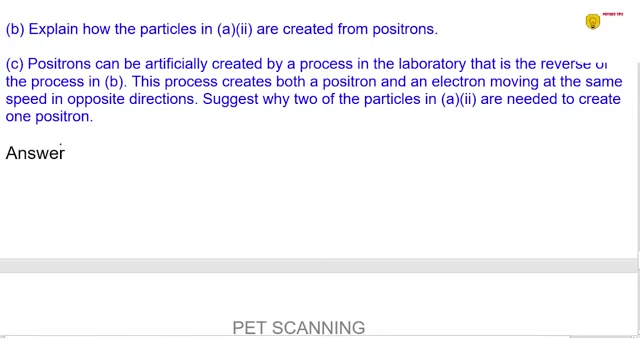 PHYSICS TIPS
(b) Explain how the particles in (a)(ii) are created from positrons.
(c) Positrons can be artificially created by a process in the laboratory that is the reverse of
the process in (b). This process creates both a positron and an electron moving at the same
speed in opposite directions. Suggest why two of the particles in (a)(ii) are needed to create
one positron.
Answer
PET SCANNING